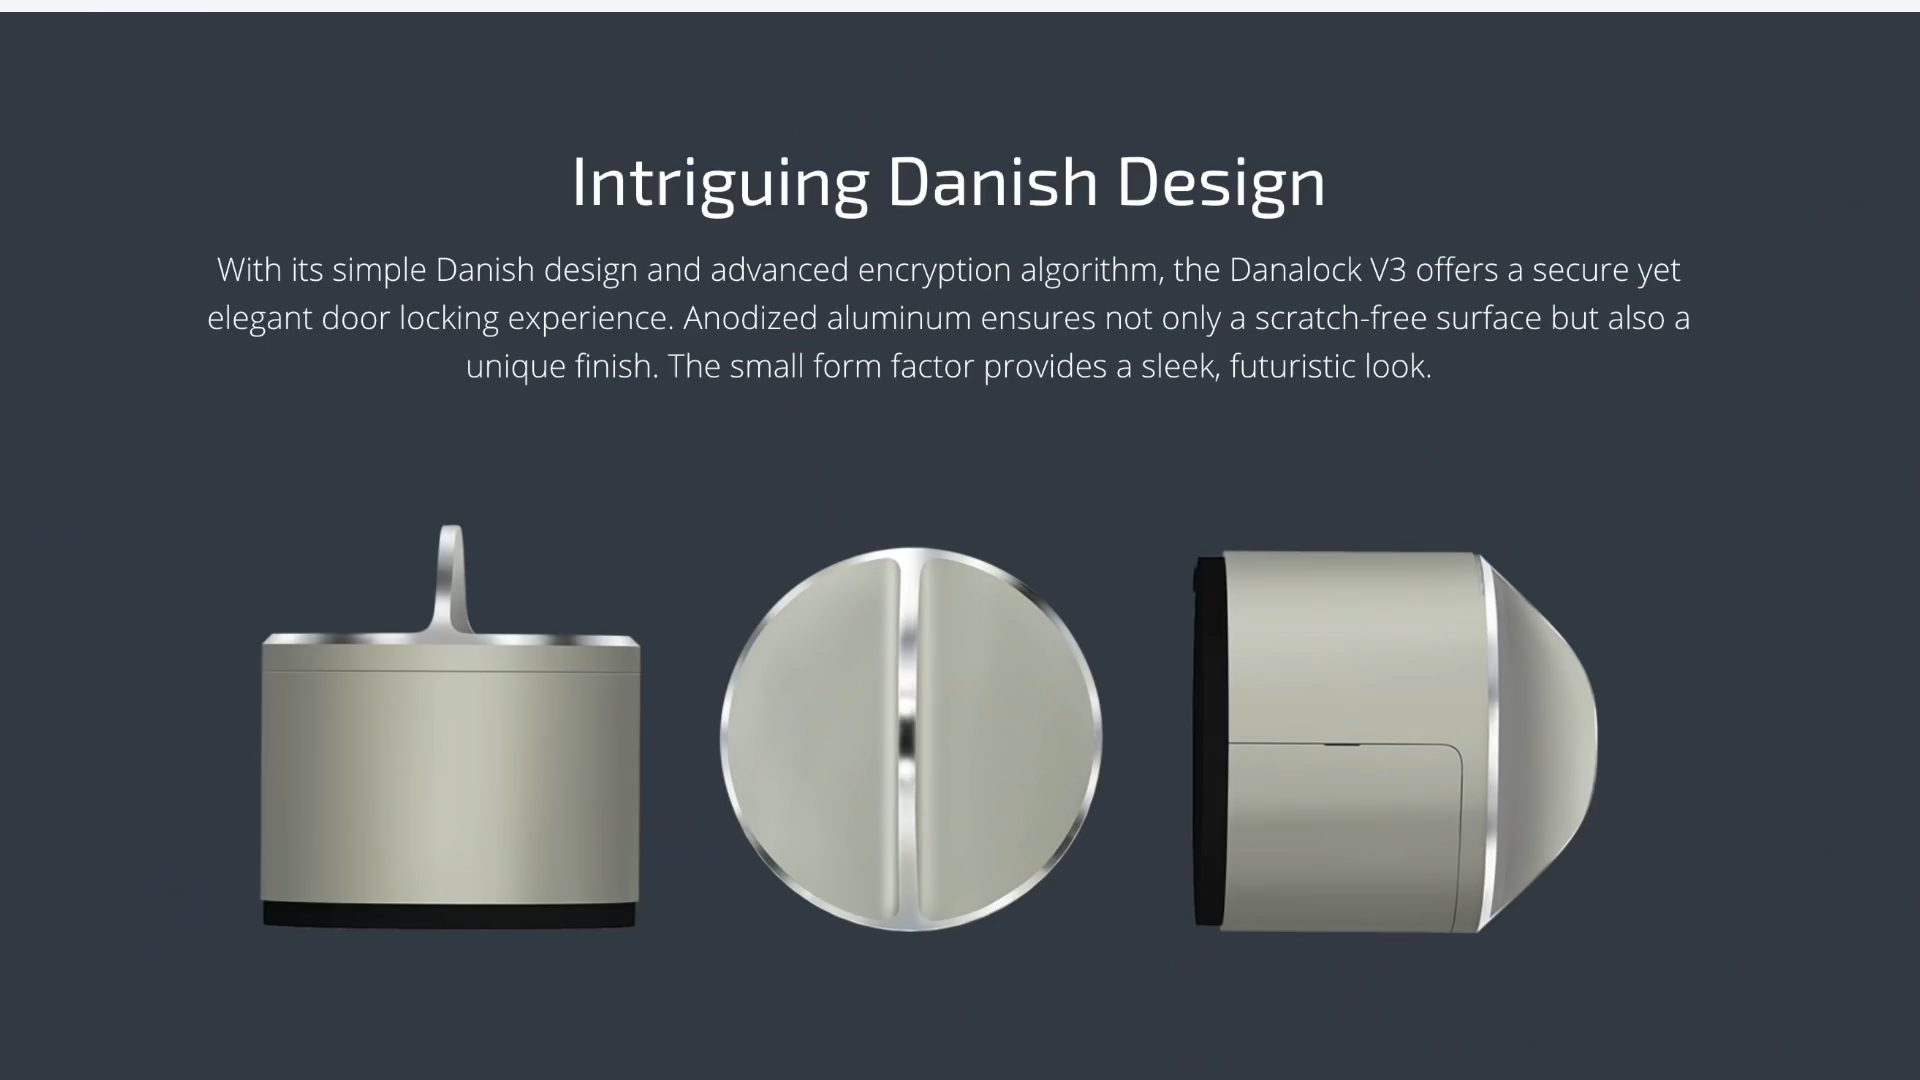 Intriguing Danish Design
With its simple Danish design and advanced encryption algorithm, the Danalock V3 offers a secure yet
elegant door locking experience. Anodized aluminum ensures not only a scratch-free surface but also a
unique finish. The small form factor provides a sleek, futuristic look.